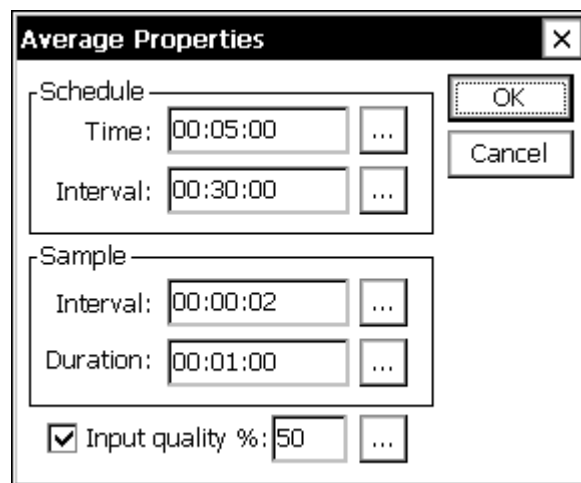 Average Properties
Schedule
Time: 00:05:00 ...
Interval: 00:30:00 ...
Sample
Interval: 00:00:02 ...
Duration: 00:01:00 ...
Input quality %: 50 ...
OK
Cancel